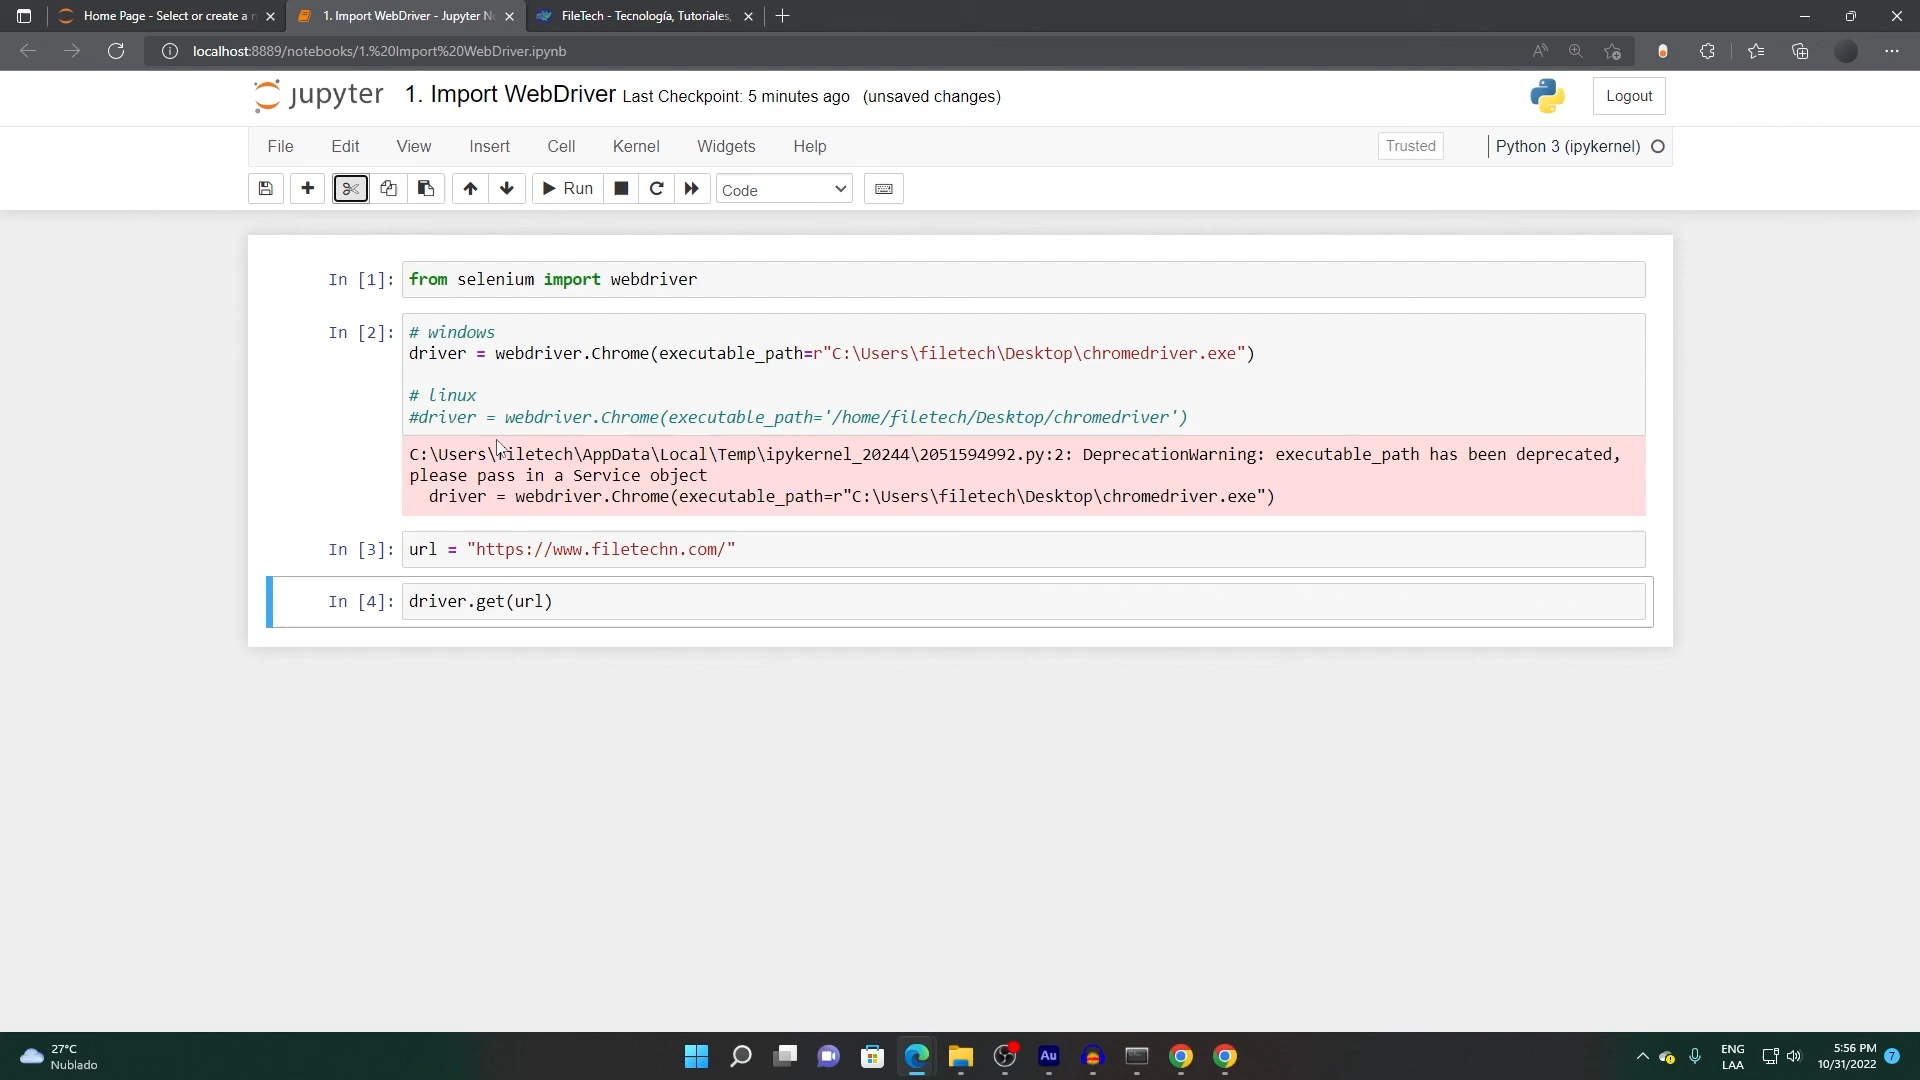 Home Page - Select or create a n
1. Import WebDriver - Jupyter N
FileTech - Tecnología, Tutoriales,
localhost:8889/notebooks/1.%20Import%20WebDriver.ipynb
jupyter 1. Import WebDriver Last Checkpoint: 5 minutes ago (unsaved changes)
Logout
File Edit View Insert Cell Kernel Widgets Help
Trusted
Python 3 (ipykernel)
Run
Code
In [1]: from selenium import webdriver
In [2]: # windows
driver = webdriver.Chrome(executable_path=r"C:\Users\filetech\Desktop\chromedriver.exe")
# linux
#driver = webdriver.Chrome(executable_path='/home/filetech/Desktop/chromedriver')
C:\Users\filetech\AppData\Local\Temp\ipykernel_20244\2051594992.py:2: DeprecationWarning: executable_path has been deprecated,
please pass in a Service object
driver = webdriver.Chrome(executable_path=r"C:\Users\filetech\Desktop\chromedriver.exe")
In [3]: url = "https://www.filetechn.com/"
In [4]: driver.get(url)
27°C
Nublado
Au
ENG
LAA
5:56 PM
10/31/2022
7